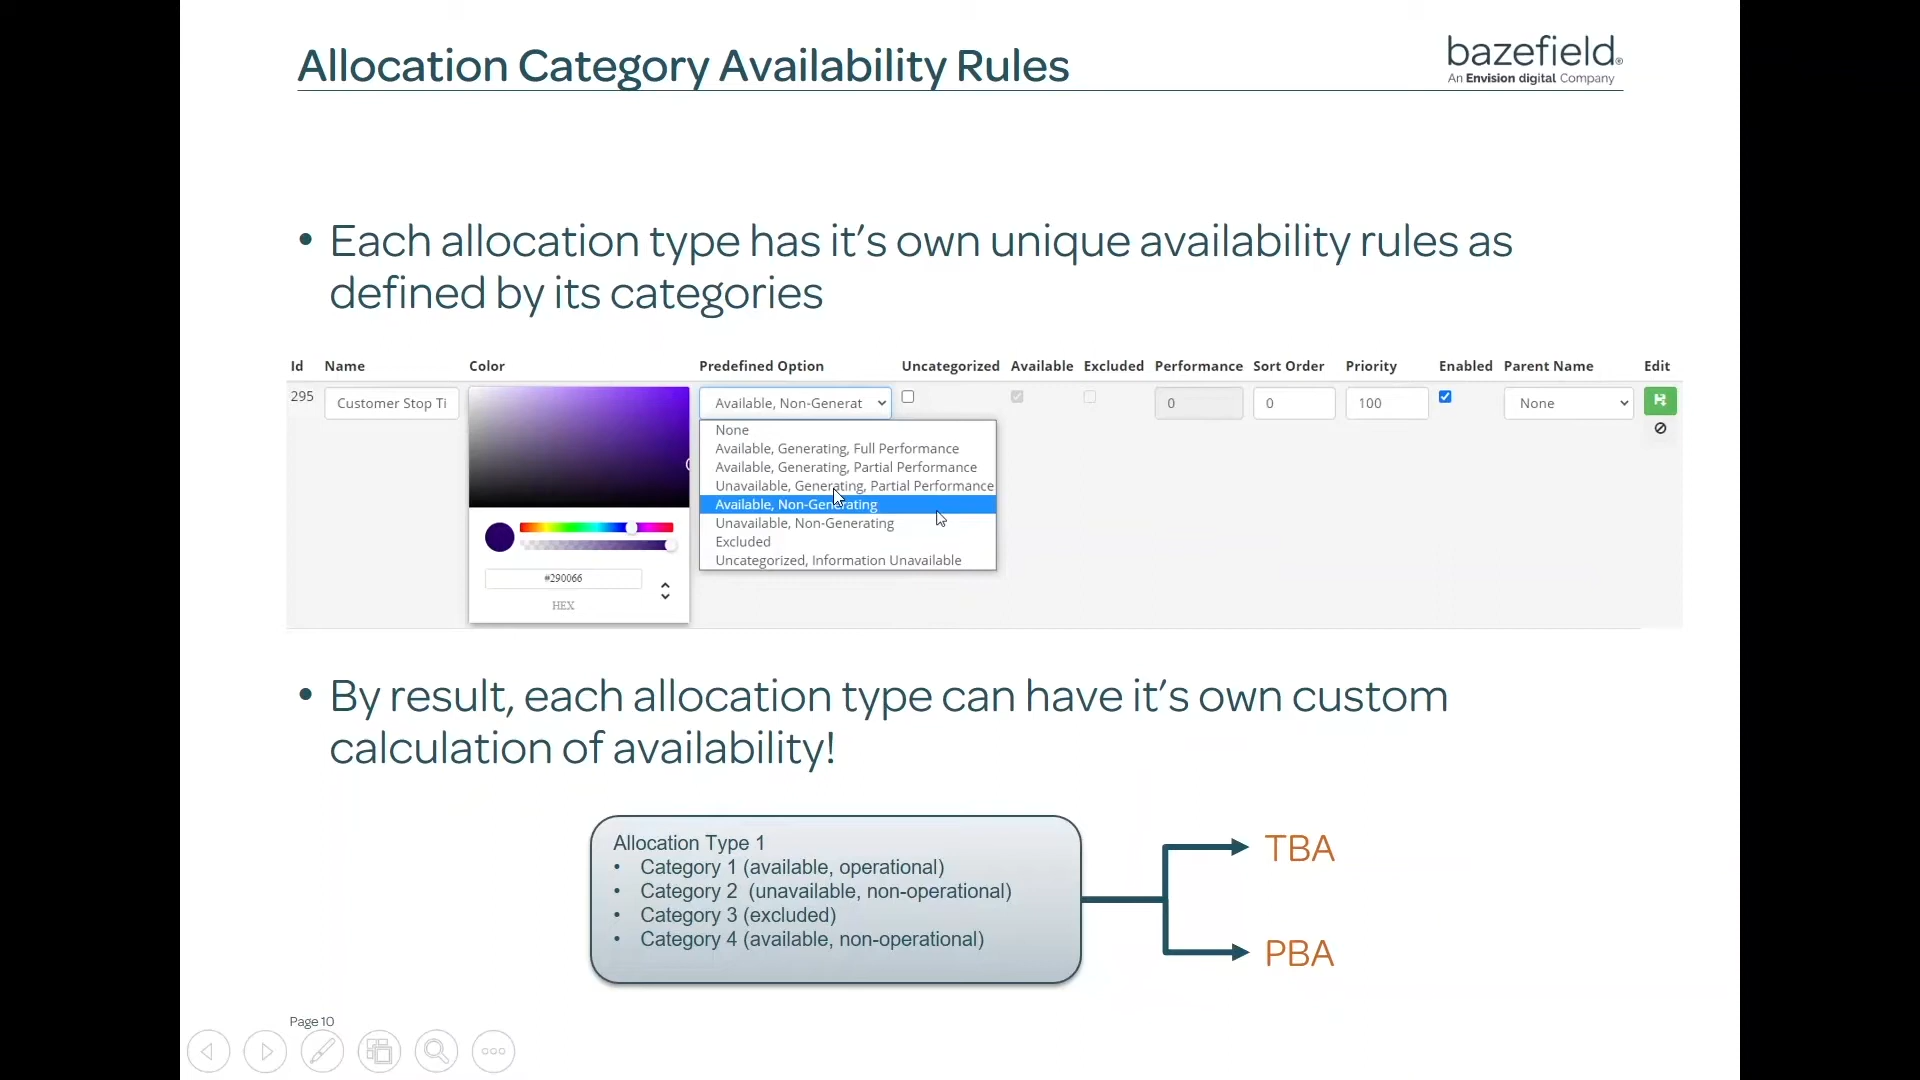 Allocation Category Availability Rules
bazefield®
An Envision digital Company
• Each allocation type has it's own unique availability rules as
defined by its categories
Id Name Color Predefined Option Uncategorized Available Excluded Performance Sort Order Priority Enabled Parent Name Edit
295 Customer Stop Ti Available, Non-Generat 0 0 100 None
None
Available, Generating, Full Performance
Available, Generating, Partial Performance
Unavailable, Generating, Partial Performance
Available, Non-Generating
Unavailable, Non-Generating
Excluded
Uncategorized, Information Unavailable
#290066
HEX
• By result, each allocation type can have it's own custom
calculation of availability!
Allocation Type 1
• Category 1 (available, operational)
• Category 2 (unavailable, non-operational)
• Category 3 (excluded)
• Category 4 (available, non-operational)
TBA
PBA
Page 10